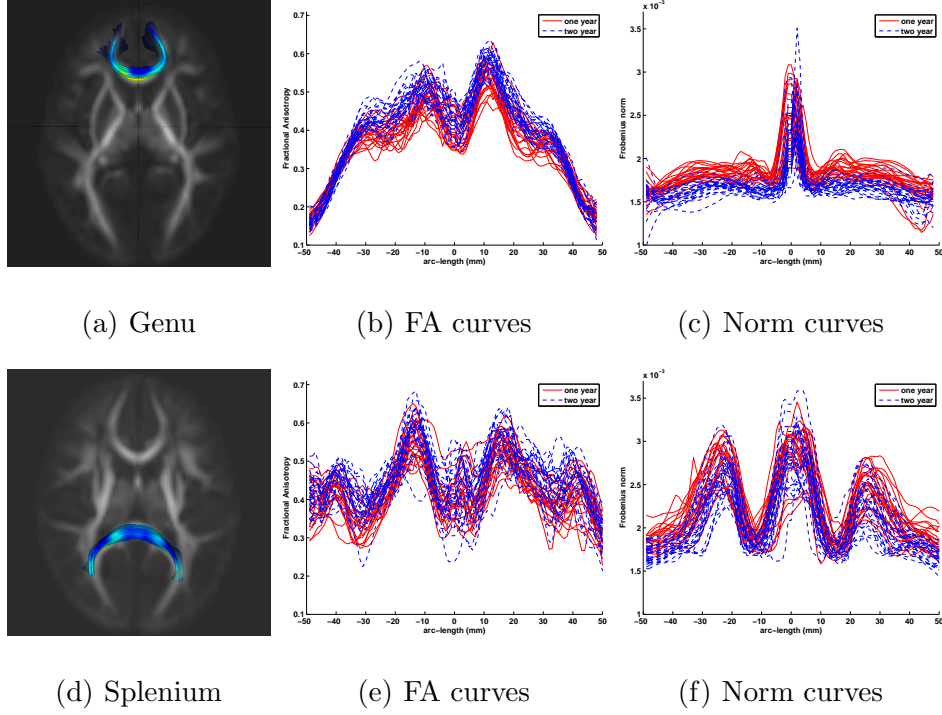 one year
two year
Fractional Anisotropy
0.7
0.6
0.5
0.4
0.3
0.2
0.1
−50 −40 −30 −20 −10 0 10 20 30 40 50
arc−length (mm)
x 10⁻³
one year
two year
Frobenius norm
3.5
3
2.5
2
1.5
1
−50 −40 −30 −20 −10 0 10 20 30 40 50
arc−length (mm)
(a) Genu
(b) FA curves
(c) Norm curves
one year
two year
Fractional Anisotropy
0.7
0.6
0.5
0.4
0.3
0.2
0.1
−50 −40 −30 −20 −10 0 10 20 30 40 50
arc−length (mm)
x 10⁻³
one year
two year
Frobenius norm
3.5
3
2.5
2
1.5
1
−50 −40 −30 −20 −10 0 10 20 30 40 50
arc−length (mm)
(d) Splenium
(e) FA curves
(f) Norm curves